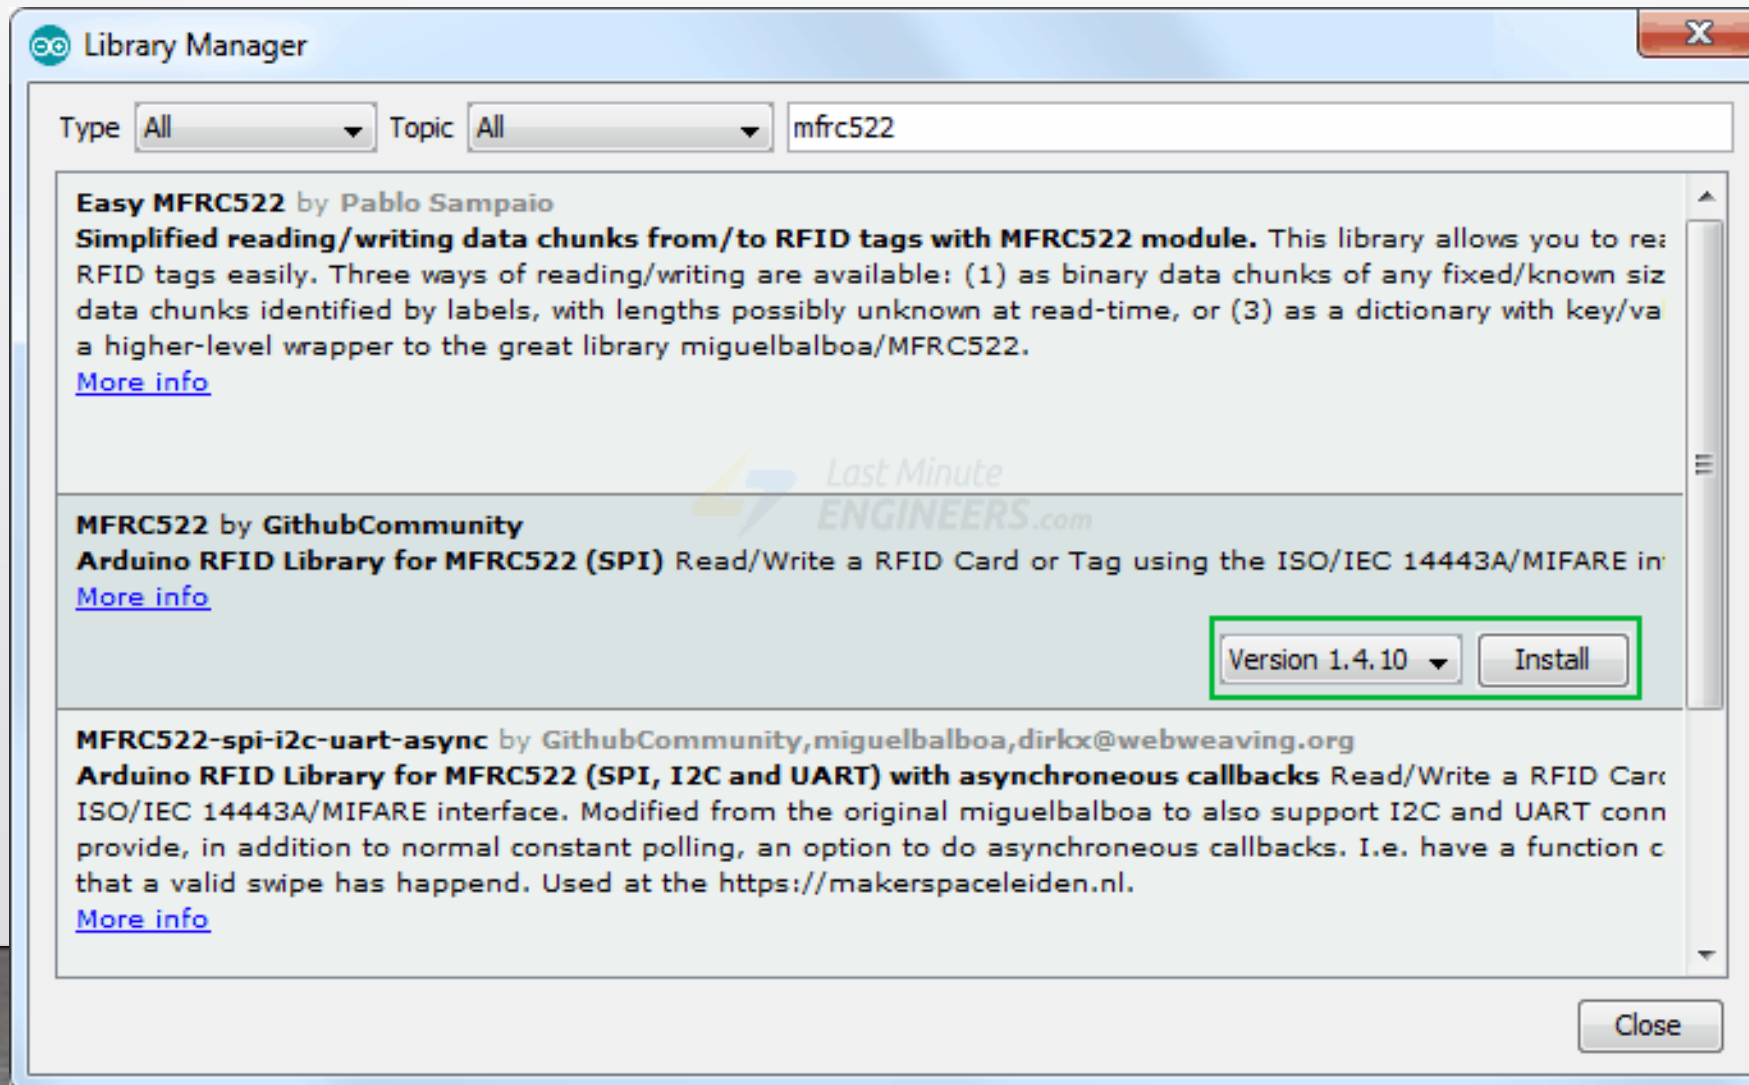 Library Manager
Type All Topic All mfrc522
Easy MFRC522 by Pablo Sampaio
Simplified reading/writing data chunks from/to RFID tags with MFRC522 module. This library allows you to
RFID tags easily. Three ways of reading/writing are available: (1) as binary data chunks of any fixed/known siz
data chunks identified by labels, with lengths possibly unknown at read-time, or (3) as a dictionary with key/va
a higher-level wrapper to the great library miguelbalboa/MFRC522.
More info
Last Minute
ENGINEERS.com
MFRC522 by GithubCommunity
Arduino RFID Library for MFRC522 (SPI) Read/Write a RFID Card or Tag using the ISO/IEC 14443A/MIFARE
More info
Version 1.4.10 Install
MFRC522-spi-i2c-uart-async by GithubCommunity,miguelbalboa,dirkx@webweaving.org
Arduino RFID Library for MFRC522 (SPI, I2C and UART) with asynchroneous callbacks Read/Write a RFID
ISO/IEC 14443A/MIFARE interface. Modified from the original miguelbalboa to also support I2C and UART conn
provide, in addition to normal constant polling, an option to do asynchroneous callbacks. I.e. have a function
that a valid swipe has happend. Used at the https://makerspaceleiden.nl.
More info
Close